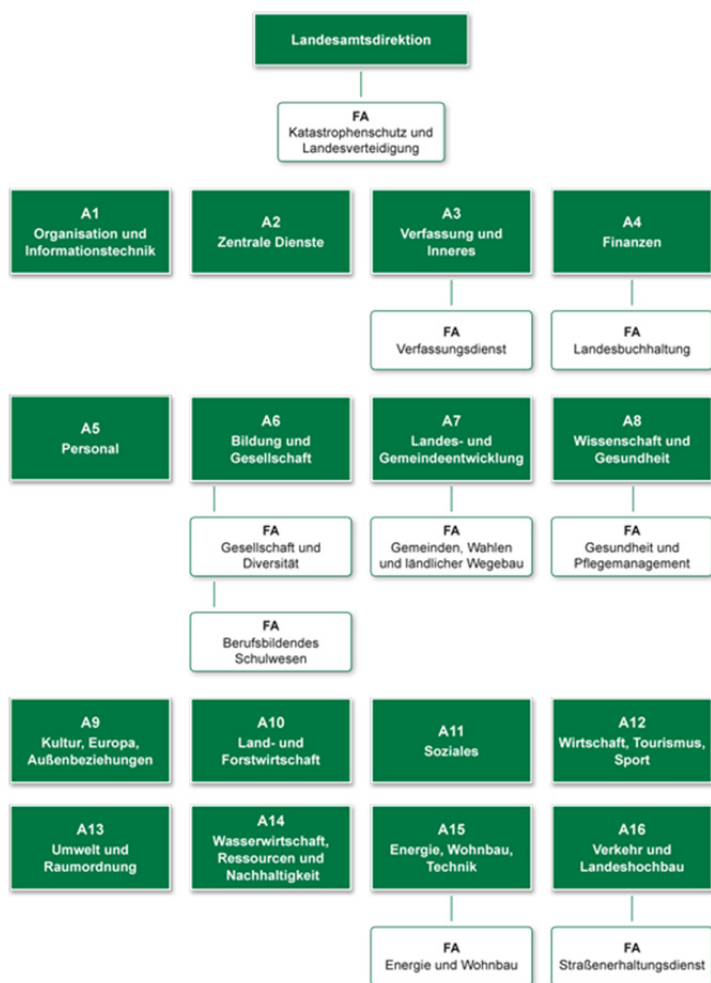 Landesamtsdirektion
FA
Katastrophenschutz und
Landesverteidigung
A1
Organisation und
Informationstechnik
A2
Zentrale Dienste
A3
Verfassung und
Inneres
A4
Finanzen
FA
Verfassungsdienst
FA
Landesbuchhaltung
A5
Personal
A6
Bildung und
Gesellschaft
A7
Landes- und
Gemeindeentwicklung
A8
Wissenschaft und
Gesundheit
FA
Gesellschaft und
Diversität
FA
Gemeinden, Wahlen
und ländlicher Wegebau
FA
Gesundheit und
Pflegemanagement
FA
Berufsbildendes
Schulwesen
A9
Kultur, Europa,
Außenbeziehungen
A10
Land- und
Forstwirtschaft
A11
Soziales
A12
Wirtschaft, Tourismus,
Sport
A13
Umwelt und
Raumordnung
A14
Wasserwirtschaft,
Ressourcen und
Nachhaltigkeit
A15
Energie, Wohnbau,
Technik
A16
Verkehr und
Landeshochbau
FA
Energie und Wohnbau
FA
Straßenerhaltungsdienst